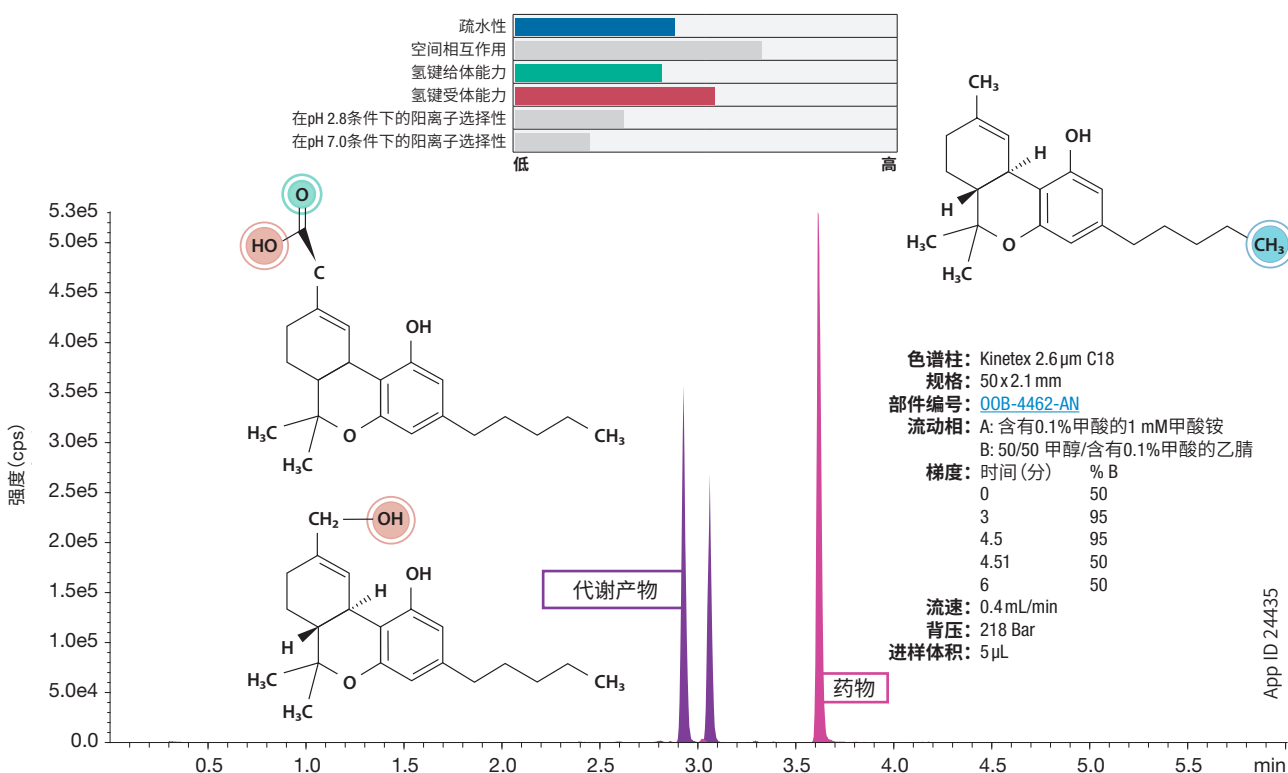 疏水性
空间相互作用
氢键给体能力
氢键受体能力
在pH 2.8条件下的阳离子选择性
在pH 7.0条件下的阳离子选择性
低 高
CH₃
OH
H
H
H₃C
O
H₃C
CH₃
O
HO
C
OH
H₃C
O
H₃C
CH₃
CH₂ OH
OH
H
H
H₃C
O
H₃C
CH₃
强度(cps)
5.3e5
5.0e5
4.5e5
4.0e5
3.5e5
3.0e5
2.5e5
2.0e5
1.5e5
1.0e5
5.0e4
0.0
代谢产物
药物
0.5 1.0 1.5 2.0 2.5 3.0 3.5 4.0 4.5 5.0 5.5 min
色谱柱: Kinetex 2.6 µm C18
规格: 50 x 2.1 mm
部件编号: 00B-4462-AN
流动相: A: 含有0.1%甲酸的1 mM甲酸铵
B: 50/50 甲醇/含有0.1%甲酸的乙腈
梯度: 时间(分) % B
0 50
3 95
4.5 95
4.51 50
6 50
流速: 0.4 mL/min
背压: 218 Bar
进样体积: 5 µL
App ID 24435